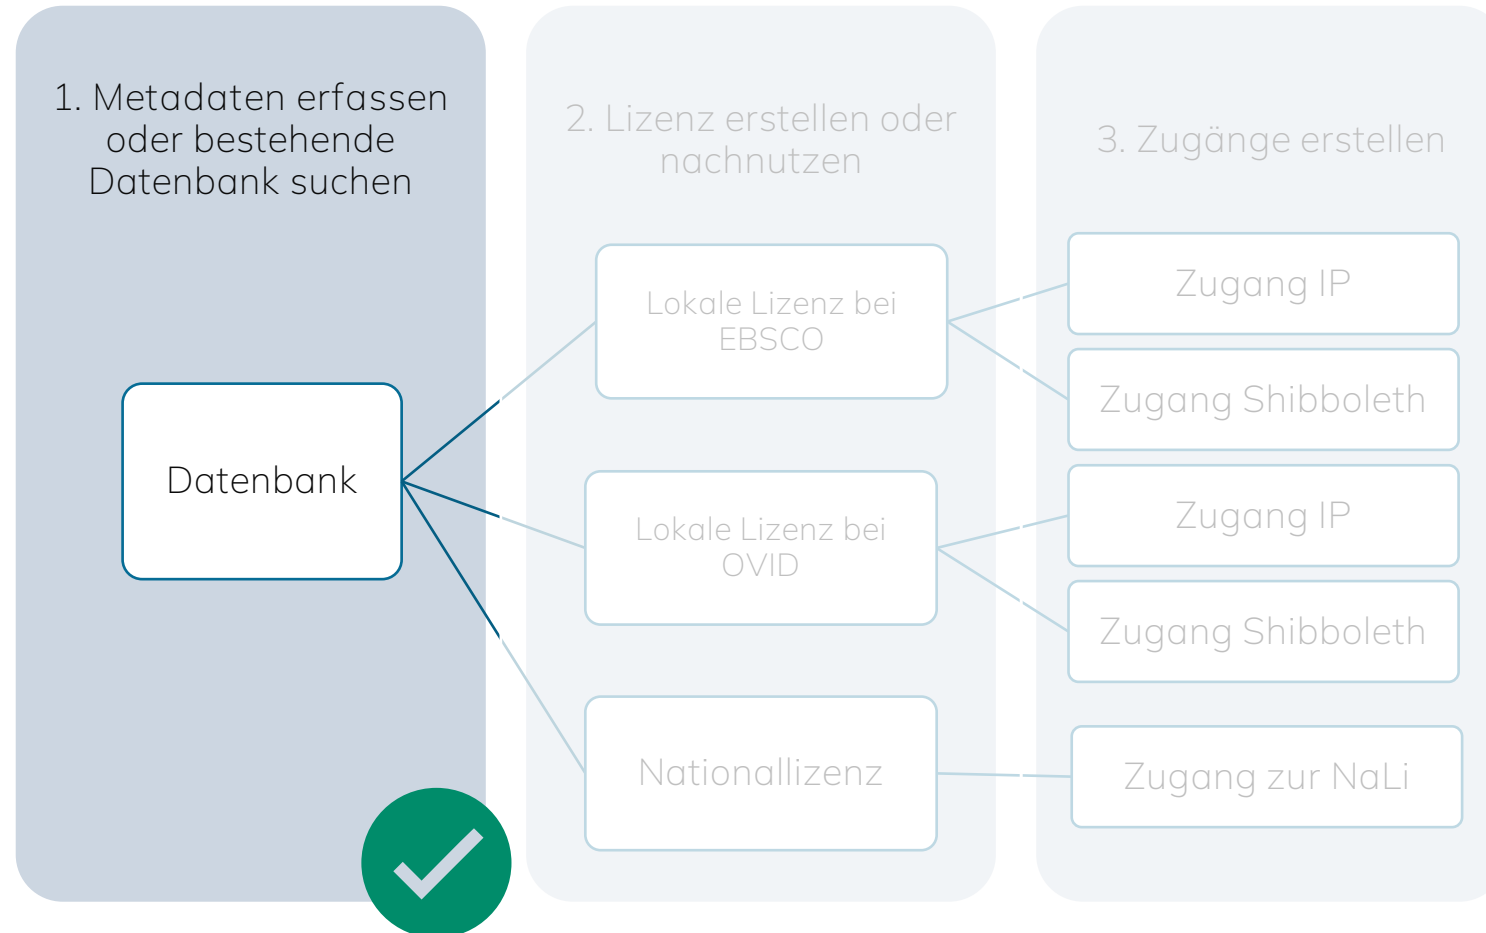 1. Metadaten erfassen
oder bestehende
Datenbank suchen
Datenbank
2. Lizenz erstellen oder
nachnutzen
Lokale Lizenz bei
EBSCO
Lokale Lizenz bei
OVID
Nationallizenz
3. Zugänge erstellen
Zugang IP
Zugang Shibboleth
Zugang IP
Zugang Shibboleth
Zugang zur NaLi